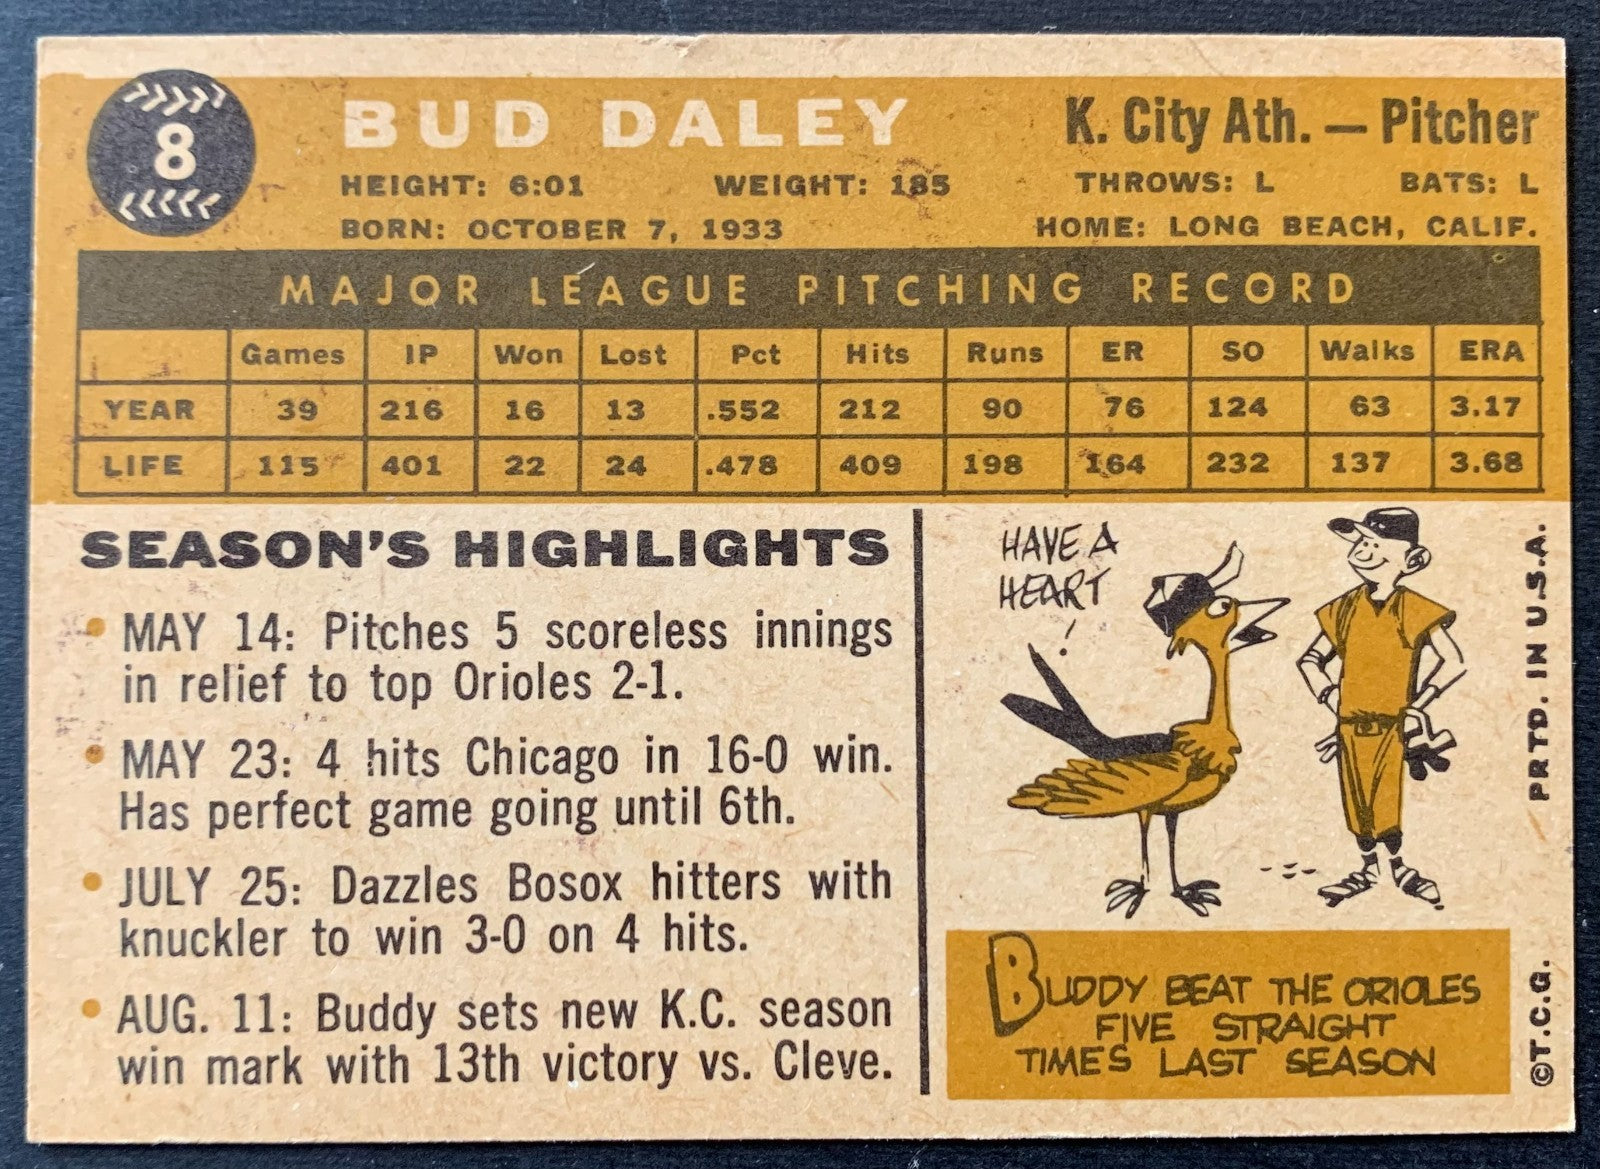 8
BUD DALEY
K. City Ath. — Pitcher
HEIGHT: 6:01 WEIGHT: 185 THROWS: L BATS: L
BORN: OCTOBER 7, 1933 HOME: LONG BEACH, CALIF.
MAJOR LEAGUE PITCHING RECORD
Games IP Won Lost Pct Hits Runs ER SO Walks ERA
YEAR 39 216 16 13 .552 212 90 76 124 63 3.17
LIFE 115 401 22 24 .478 409 198 164 232 137 3.68
SEASON'S HIGHLIGHTS
• MAY 14: Pitches 5 scoreless innings
in relief to top Orioles 2-1.
• MAY 23: 4 hits Chicago in 16-0 win.
Has perfect game going until 6th.
• JULY 25: Dazzles Bosox hitters with
knuckler to win 3-0 on 4 hits.
• AUG. 11: Buddy sets new K.C. season
win mark with 13th victory vs. Cleve.
HAVE A
HEART
!
BUDDY BEAT THE ORIOLES
FIVE STRAIGHT
TIMES LAST SEASON
©T.C.G. PRTD. IN U.S.A.